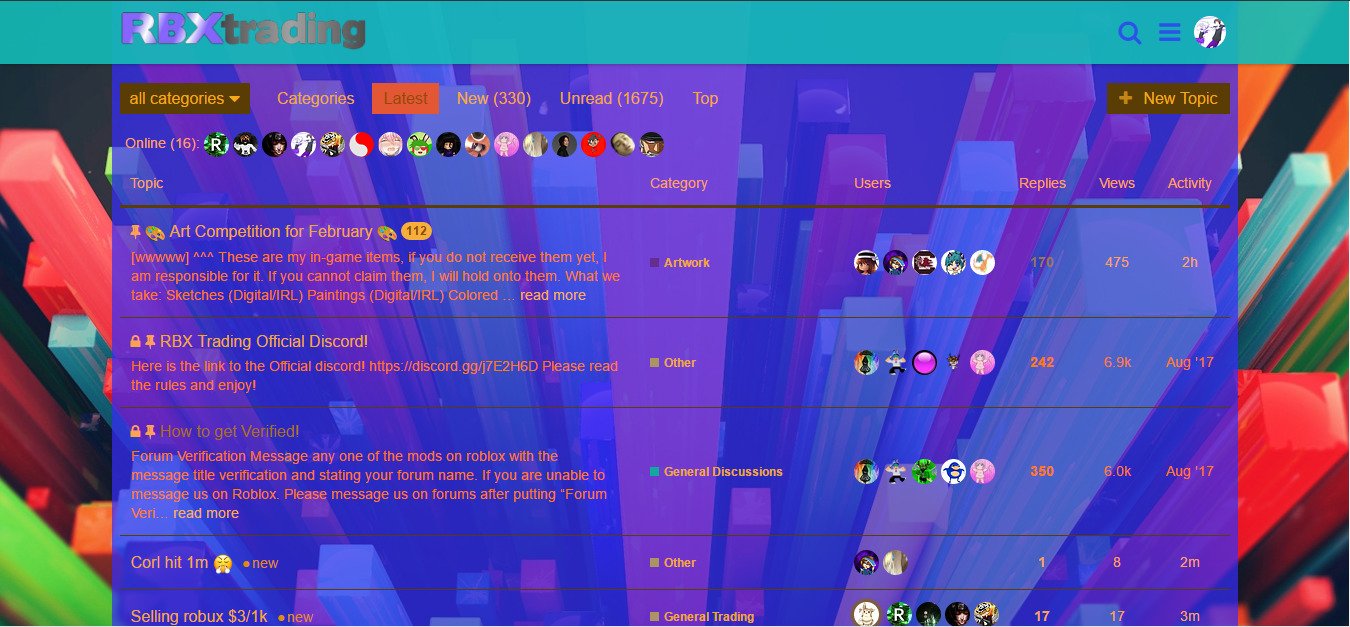 RBXtrading
all categories Categories Latest New (330) Unread (1675) Top + New Topic
Online (16):
Topic Category Users Replies Views Activity
Art Competition for February 112
[wwwww] ^^^ These are my in-game items, if you do not receive them yet, I
am responsible for it. If you cannot claim them, I will hold onto them. What we
take: Sketches (Digital/IRL) Paintings (Digital/IRL) Colored … read more
Artwork 170 475 2h
RBX Trading Official Discord!
Here is the link to the Official discord! https://discord.gg/j7E2H6D Please read
the rules and enjoy!
Other 242 6.9k Aug '17
How to get Verified!
Forum Verification Message any one of the mods on roblox with the
message title verification and stating your forum name. If you are unable to
message us on Roblox. Please message us on forums after putting “Forum
Veri… read more
General Discussions 350 6.0k Aug '17
Corl hit 1m new Other 1 8 2m
Selling robux $3/1k new General Trading 17 17 3m